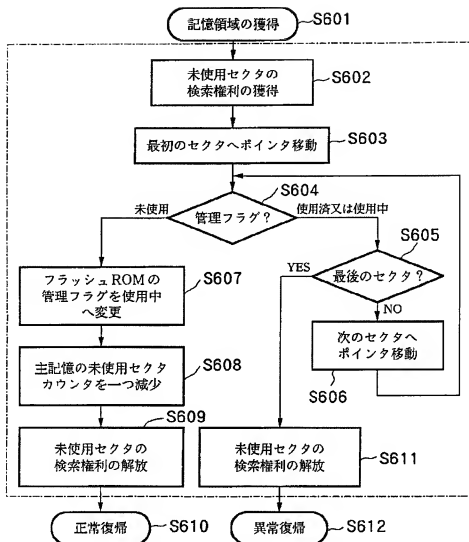 記憶領域の獲得
S601
未使用セクタの
検索権利の獲得
S602
最初のセクタへポインタ移動
S603
S604
未使用
管理フラグ?
使用済又は使用中
S605
YES
最後のセクタ?
NO
フラッシュROMの
管理フラグを使用中
へ変更
S607
次のセクタへ
ポインタ移動
S606
主記憶の未使用セクタ
カウンタを一つ減少
S608
S609
未使用セクタの
検索権利の解放
未使用セクタの
検索権利の解放
S611
正常復帰
S610
異常復帰
S612